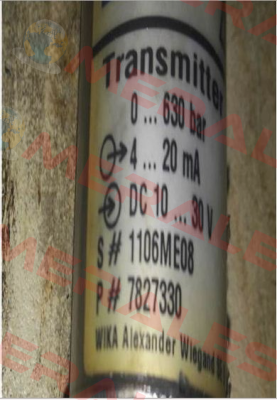 Transmitter
0 ... 630 bar
4 ... 20 mA
DC 10 ... 30 V
S # 1106ME08
P # 7827330
WIKA Alexander Wiegand